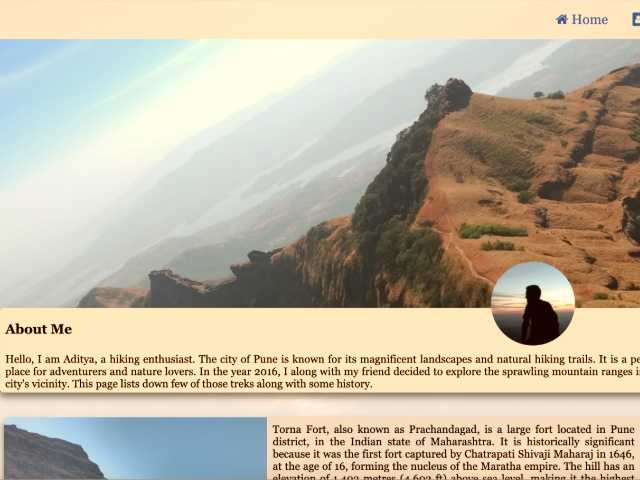 Home
About Me
Hello, I am Aditya, a hiking enthusiast. The city of Pune is known for its magnificent landscapes and natural hiking trails. It is a
place for adventurers and nature lovers. In the year 2016, I along with my friend decided to explore the sprawling mountain ranges
city's vicinity. This page lists down few of those treks along with some history.
Torna Fort, also known as Prachandagad, is a large fort located in Pune
district, in the Indian state of Maharashtra. It is historically significant
because it was the first fort captured by Chatrapati Shivaji Maharaj in 1646,
at the age of 16, forming the nucleus of the Maratha empire. The hill has an
elevation of 1,403 metres (4,603 ft) above sea level, making it the highest